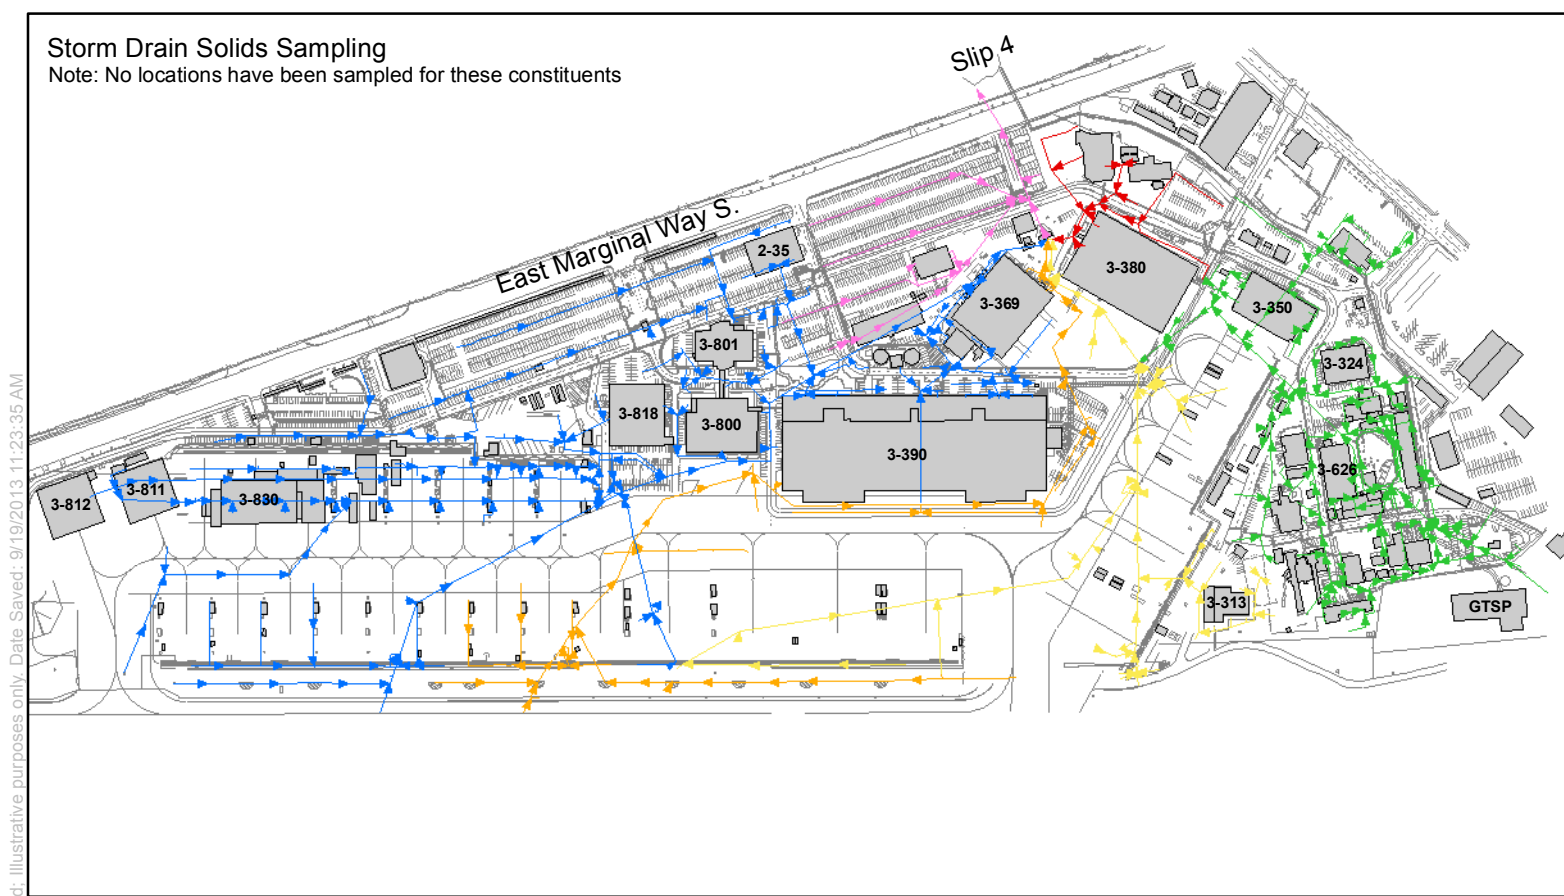 Storm Drain Solids Sampling
Note: No locations have been sampled for these constituents
Slip 4
East Marginal Way S.
2-35
3-380
3-369
3-350
3-801
3-324
3-818
3-800
3-390
3-626
3-811
3-812
3-830
3-313
GTSP
d; Illustrative purposes only. Date Saved: 9/19/2013 11:23:35 AM